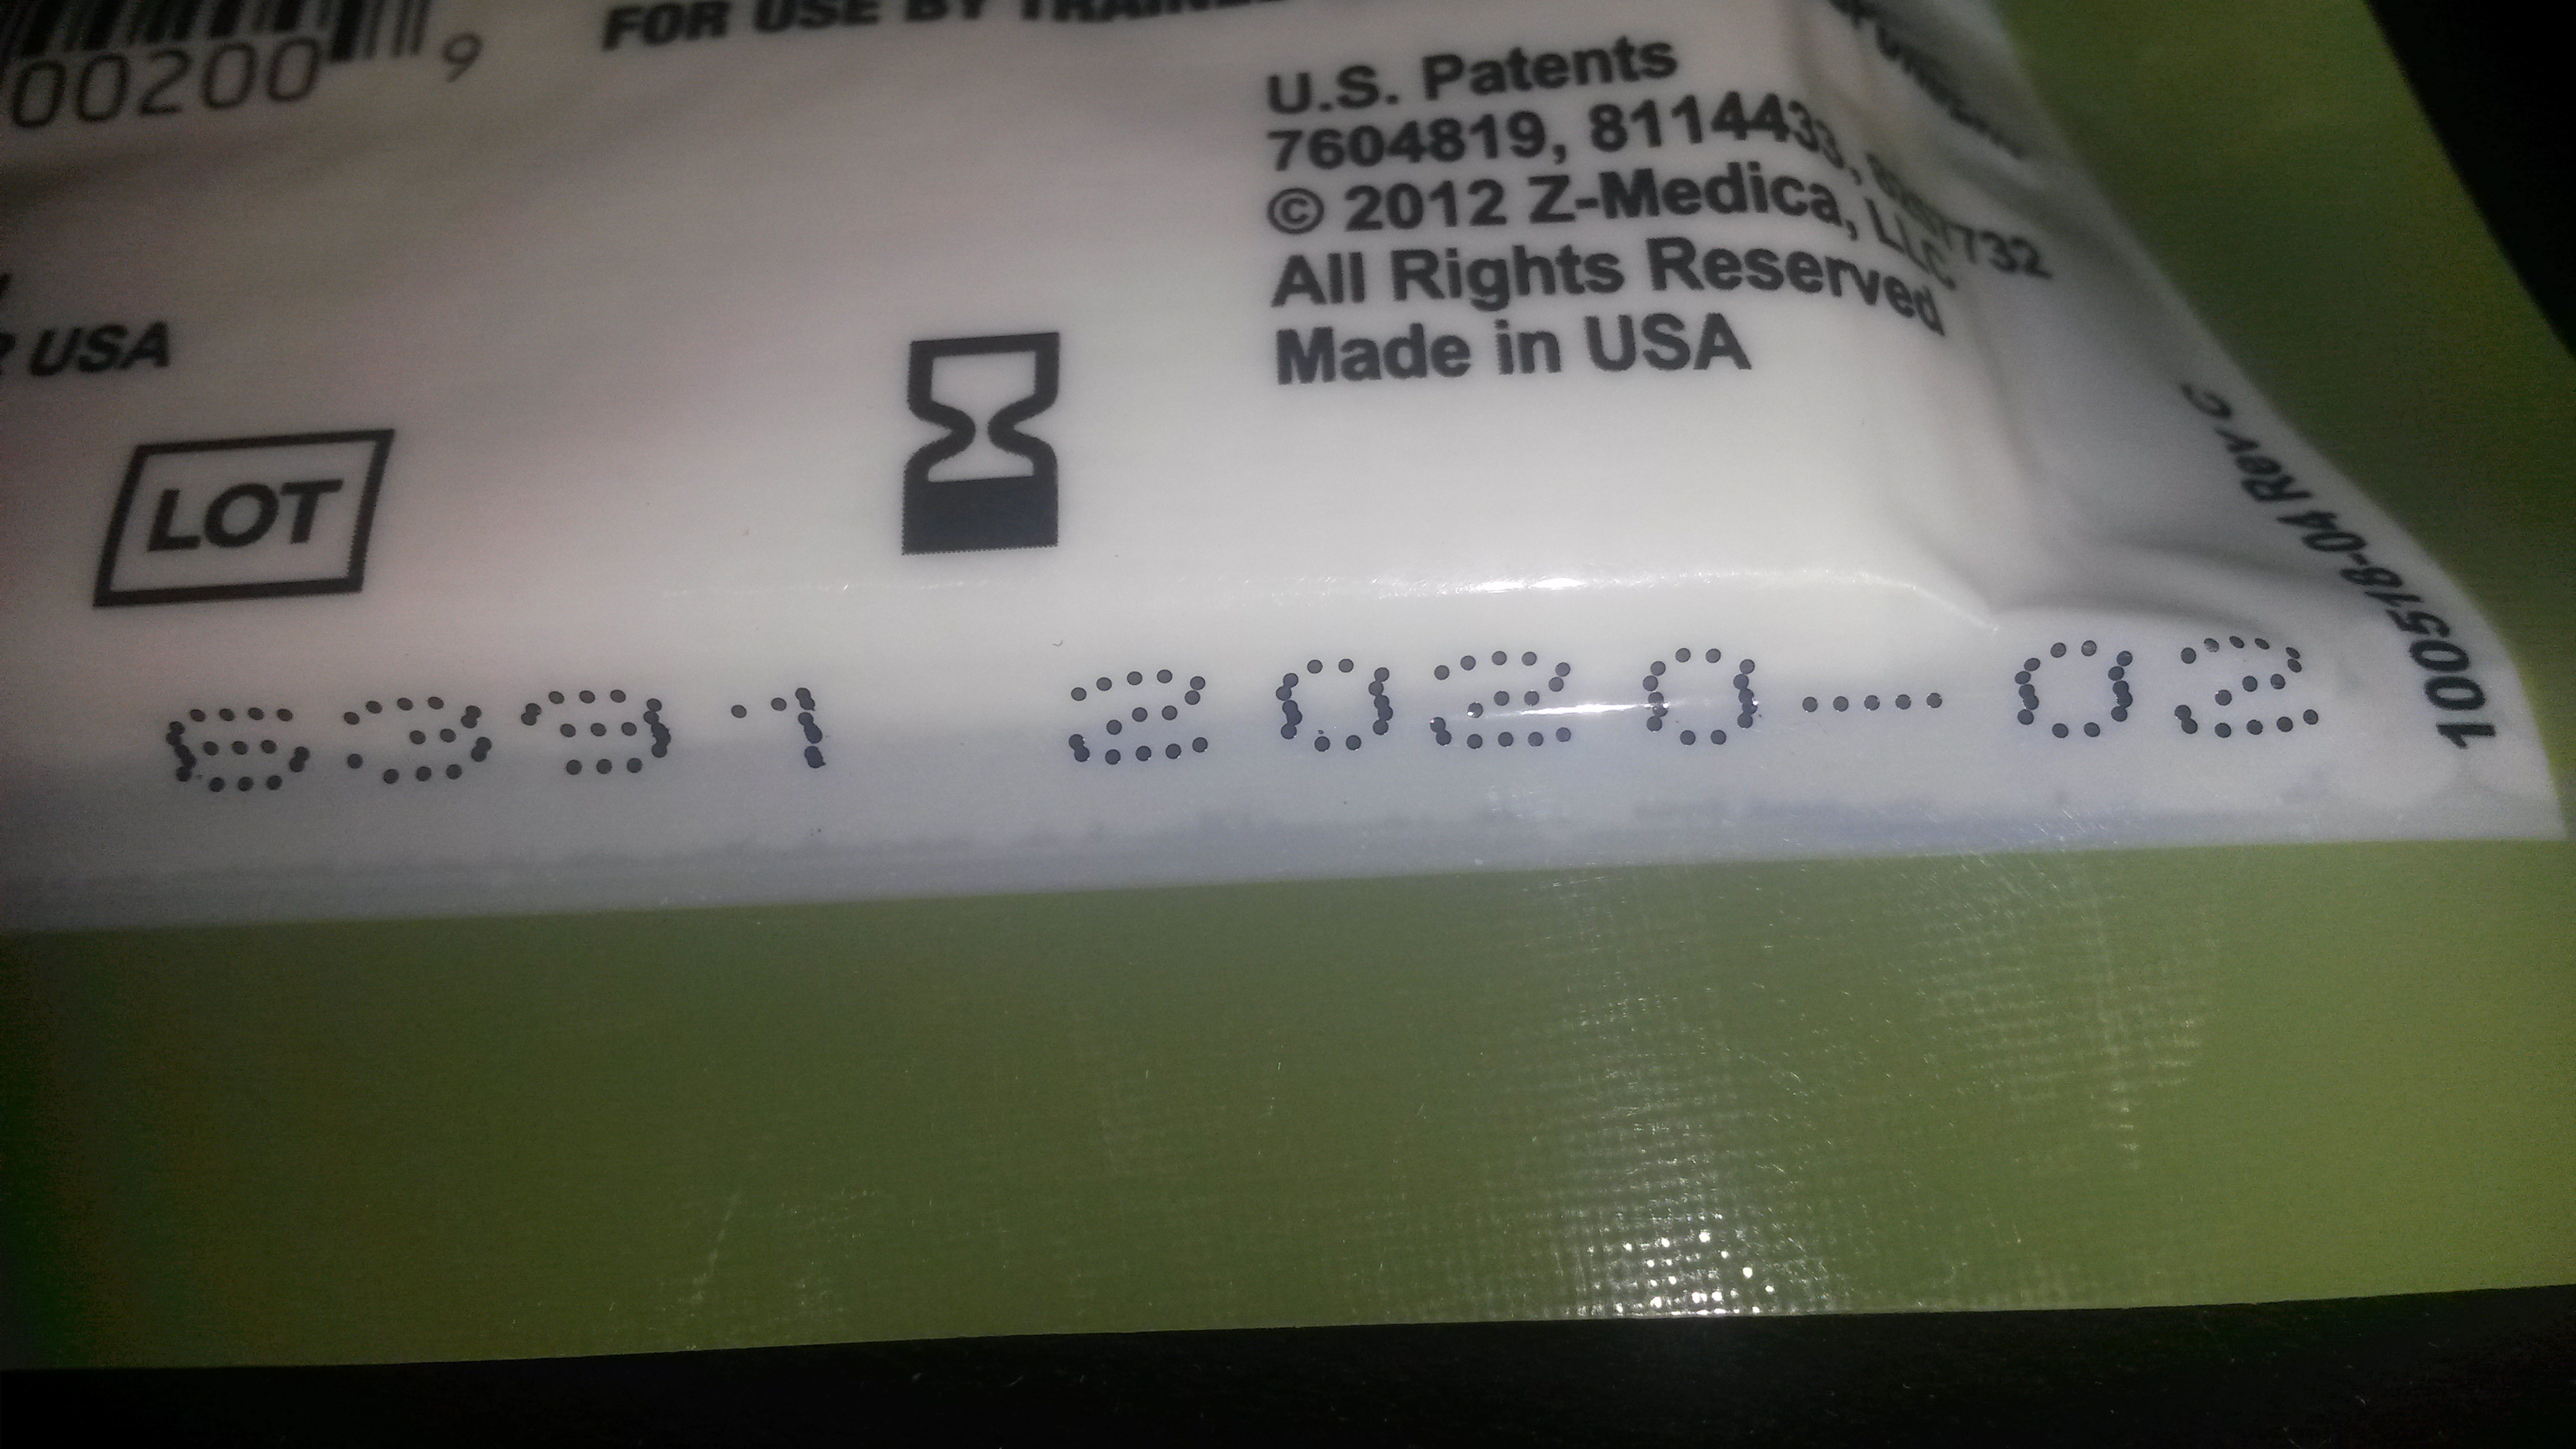 00200 9
FOR USE BY
U.S. Patents
7604819, 8114433,
© 2012 Z-Medica, LLC
All Rights Reserved
Made in USA
USA
LOT
6391 2020-02
100518-04 Rev C